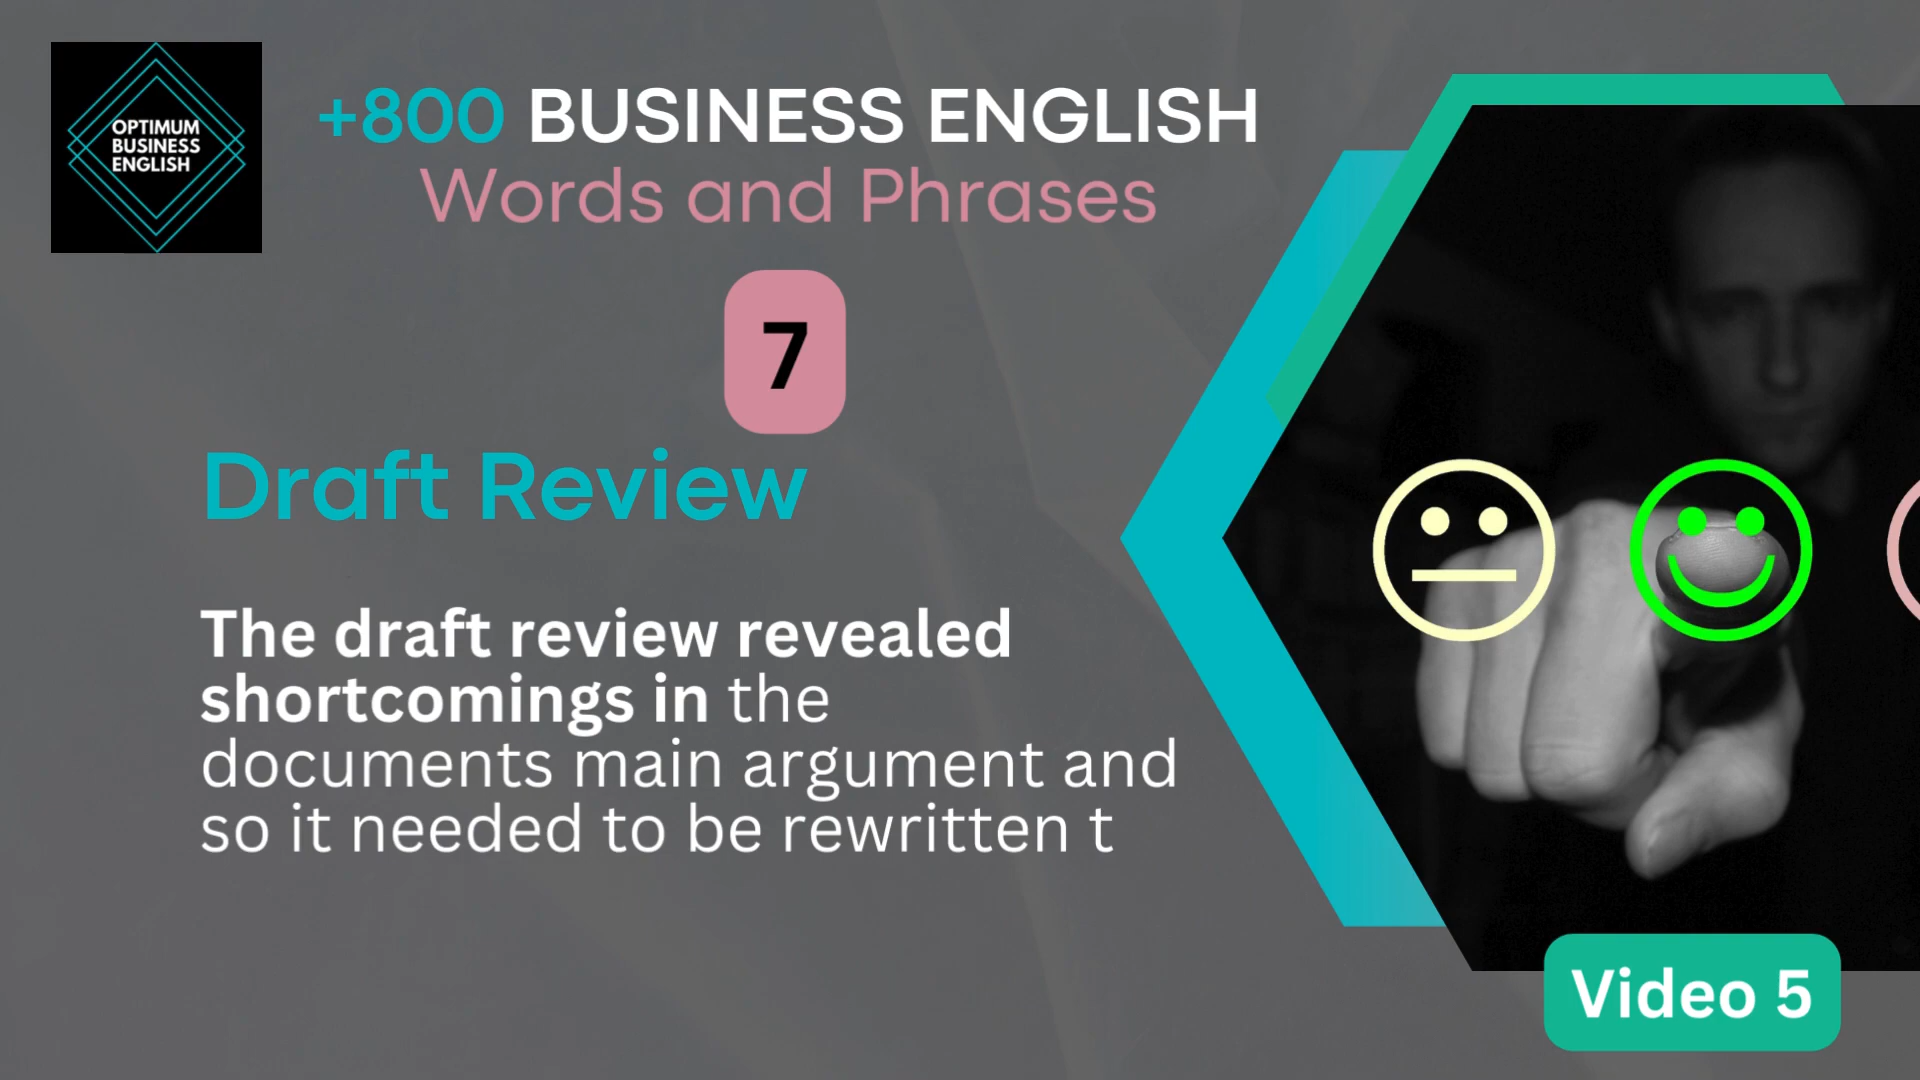 OPTIMUM
BUSINESS
ENGLISH
+800 BUSINESS ENGLISH
Words and Phrases
7
Draft Review
The draft review revealed
shortcomings in the
documents main argument and
so it needed to be rewritten t
Video 5